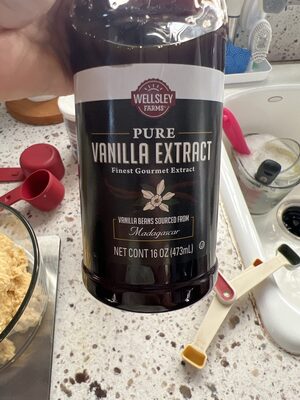 WELLSLEY
FARMS
PURE
VANILLA EXTRACT
Finest Gourmet Extract
VANILLA BEANS SOURCED FROM
Madagascar
NET CONT 16 OZ (473mL)